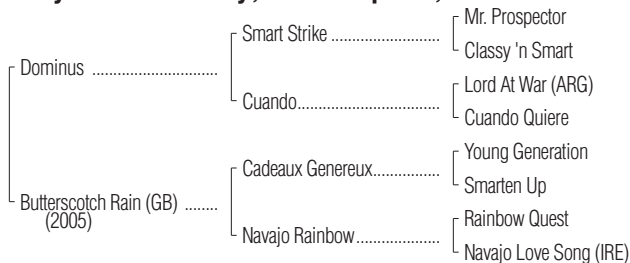 Mr. Prospector
Smart Strike ..............................
Classy 'n Smart
Dominus ..................................
Lord At War (ARG)
Cuando.......................................
Cuando Quiere
Young Generation
Cadeaux Genereux..................
Smarten Up
Butterscotch Rain (GB) .........
(2005)
Rainbow Quest
Navajo Rainbow.......................
Navajo Love Song (IRE)